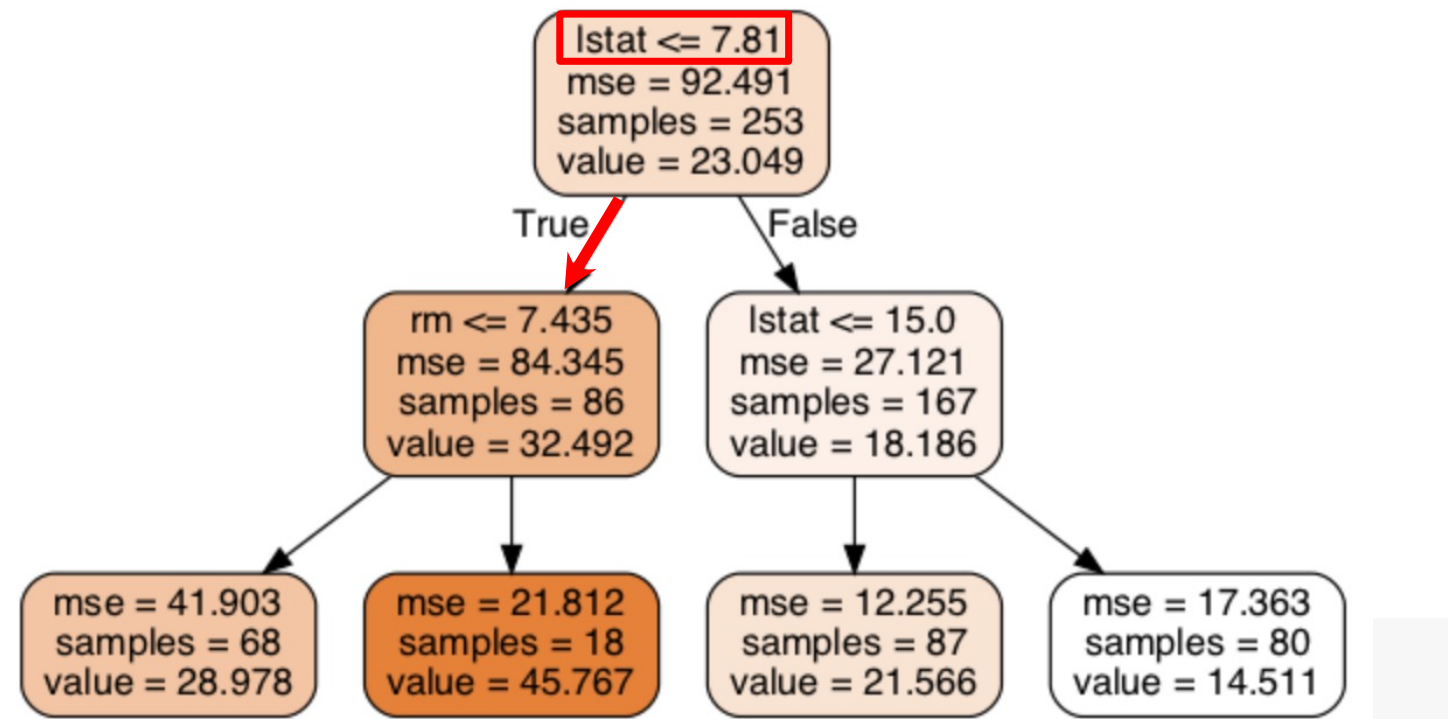 lstat <= 7.81
mse = 92.491
samples = 253
value = 23.049
True
False
rm <= 7.435
mse = 84.345
samples = 86
value = 32.492
lstat <= 15.0
mse = 27.121
samples = 167
value = 18.186
mse = 41.903
samples = 68
value = 28.978
mse = 21.812
samples = 18
value = 45.767
mse = 12.255
samples = 87
value = 21.566
mse = 17.363
samples = 80
value = 14.511